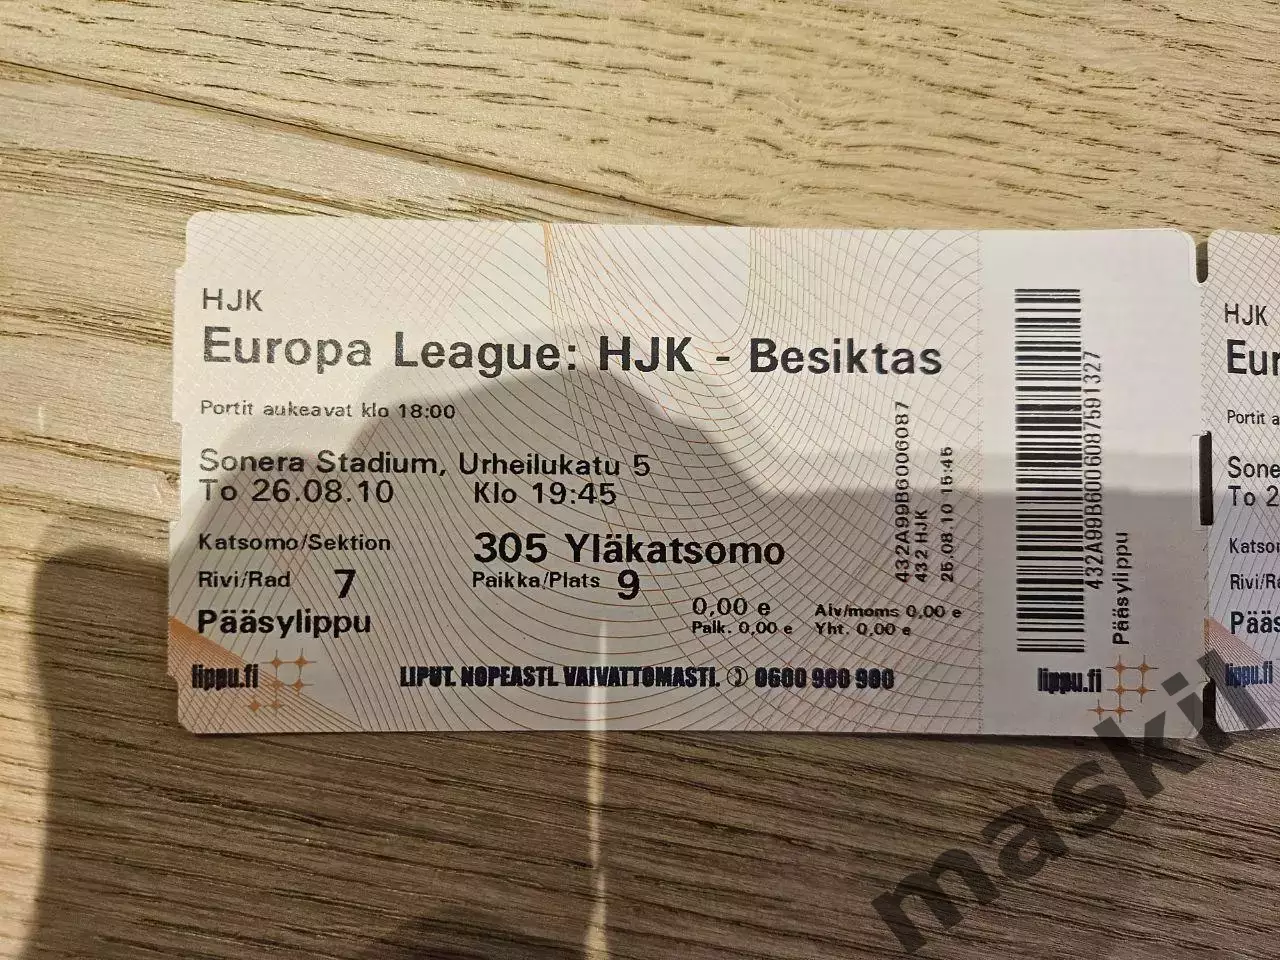 HJK
Europa League: HJK - Besiktas
Portit aukeavat klo 18:00
Sonera Stadium, Urheilukatu 5
To 26.08.10 Klo 19:45
Katsomo/Sektion 305 Yläkatsomo
Rivi/Rad 7 Paikka/Plats 9
Pääsylippu
0,00 e Alv/moms 0,00 e
Palk. 0,00 e Yht. 0,00 e
lippu.fi LIPUT. NOPEASTI. VAIVATTOMASTI. 0600 900 900
432A99B6006087
432 HJK
25.08.10 15:45
432A99B6006087591327
Pääsylippu
lippu.fi
HJK
Eur
Portit a
Sone
To 2
Katso
Rivi/Ra
Pääs
lippu.fi
maskil